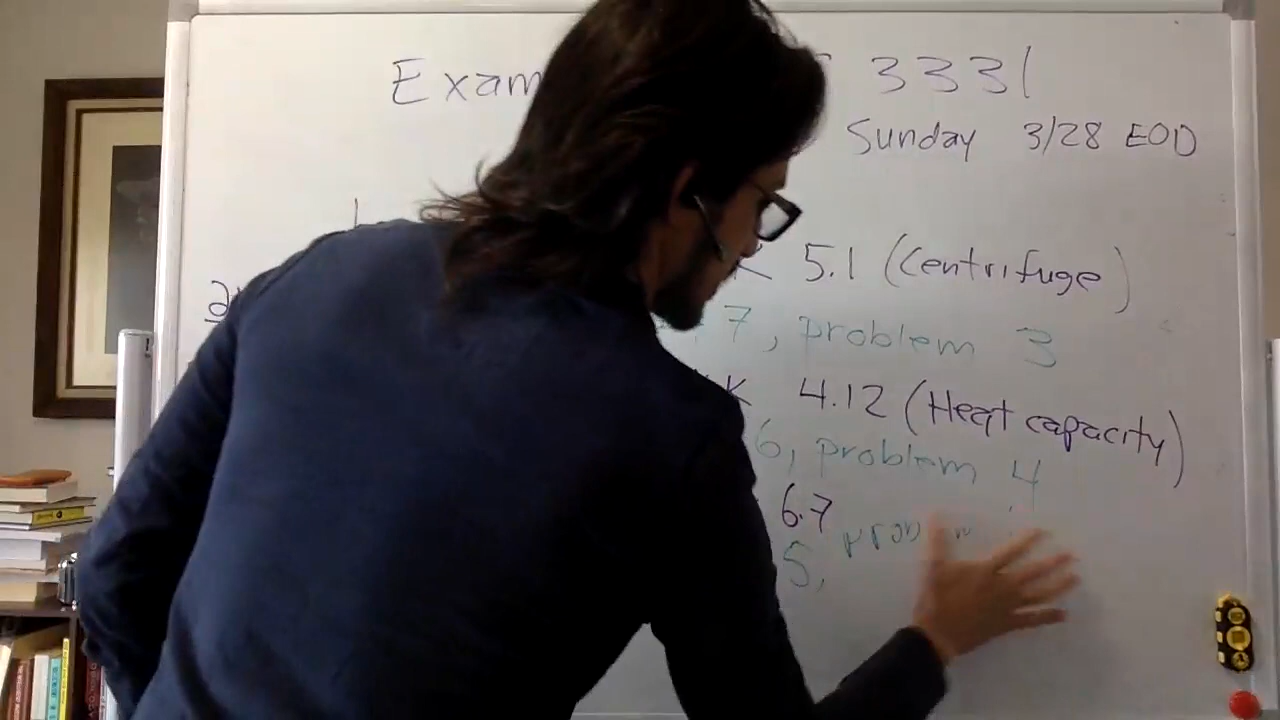 Exam 3331
Sunday 3/28 EOD
K 5.1 (Centrifuge)
7, problem 3
K 4.12 (Heat capacity)
6, problem 4
6.7
5,